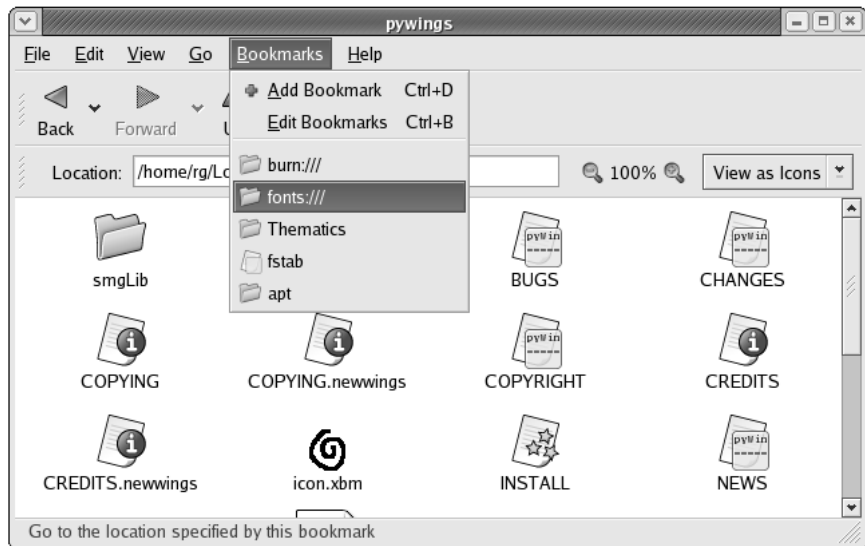 pywings
File Edit View Go Bookmarks Help
Add Bookmark Ctrl+D
Edit Bookmarks Ctrl+B
burn:///
fonts:///
Thematics
fstab
apt
Back Forward
Location: /home/rg/Lo 100% View as Icons
smgLib BUGS CHANGES
COPYING COPYING.newwings COPYRIGHT CREDITS
CREDITS.newwings icon.xbm INSTALL NEWS
Go to the location specified by this bookmark